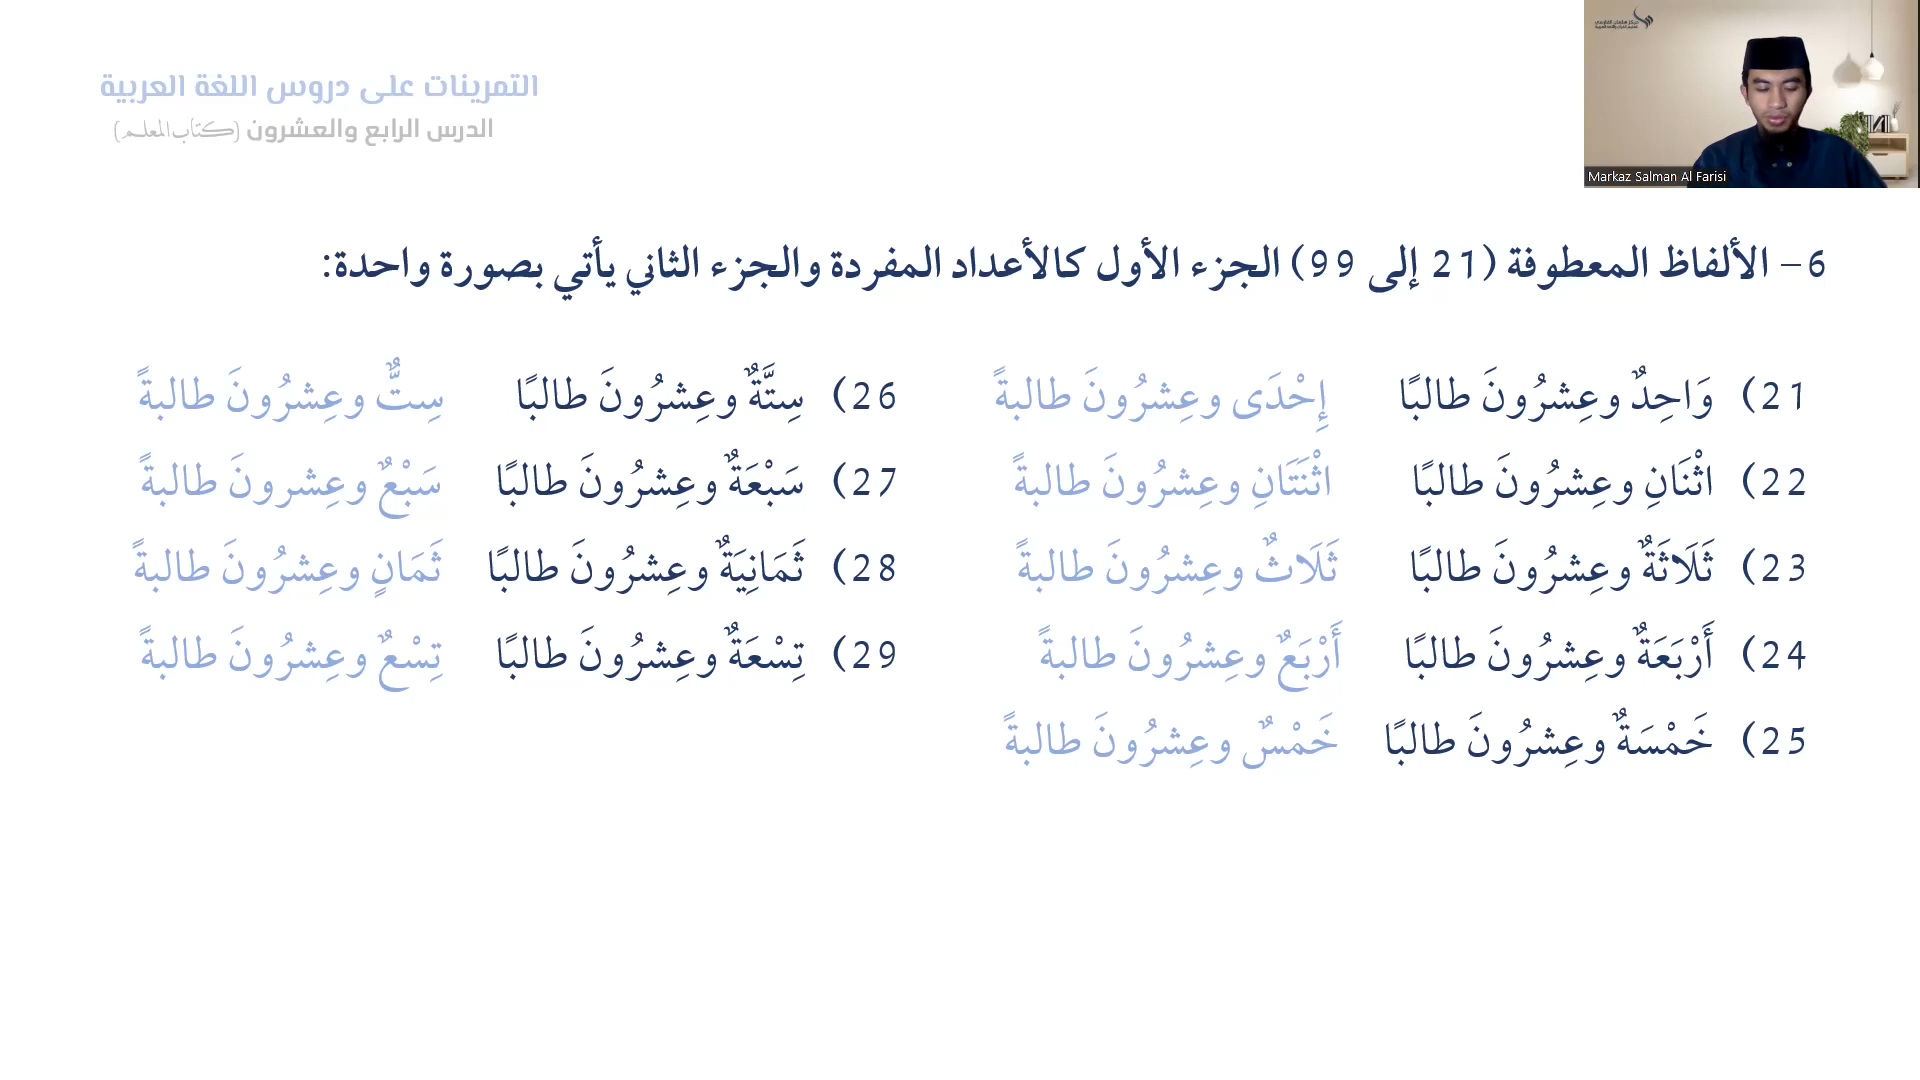 التمرينات على دروس اللغة العربية
الدرس الرابع والعشرون (كتاب المعلم)
Markaz Salman Al Farisi
6– الألفاظ المعطوفة (21 إلى 99) الجزء الأول كالأعداد المفردة والجزء الثاني يأتي بصورة واحدة:
21) وَاحِدٌ وعِشرُونَ طالبًا إِحْدَى وعِشرُونَ طالبةً
22) اثْنَانِ وعِشرُونَ طالبًا اثْنَتَانِ وعِشرُونَ طالبةً
23) ثَلَاثَةٌ وعِشرُونَ طالبًا ثَلَاثٌ وعِشرُونَ طالبةً
24) أَرْبَعَةٌ وعِشرُونَ طالبًا أَرْبَعٌ وعِشرُونَ طالبةً
25) خَمْسَةٌ وعِشرُونَ طالبًا خَمْسٌ وعِشرُونَ طالبةً
26) سِتَّةٌ وعِشرُونَ طالبًا سِتٌّ وعِشرُونَ طالبةً
27) سَبْعَةٌ وعِشرُونَ طالبًا سَبْعٌ وعِشرونَ طالبةً
28) ثَمَانِيَةٌ وعِشرُونَ طالبًا ثَمَانٍ وعِشرُونَ طالبةً
29) تِسْعَةٌ وعِشرُونَ طالبًا تِسْعٌ وعِشرُونَ طالبةً